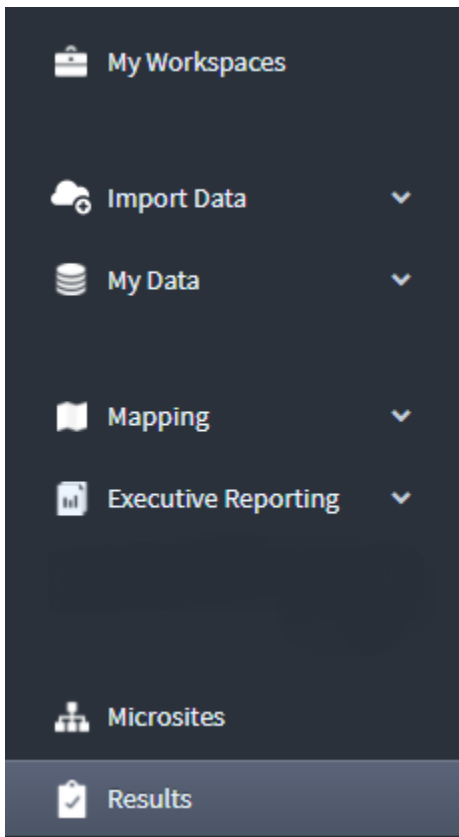 My Workspaces
Import Data
My Data
Mapping
Executive Reporting
Microsites
Results